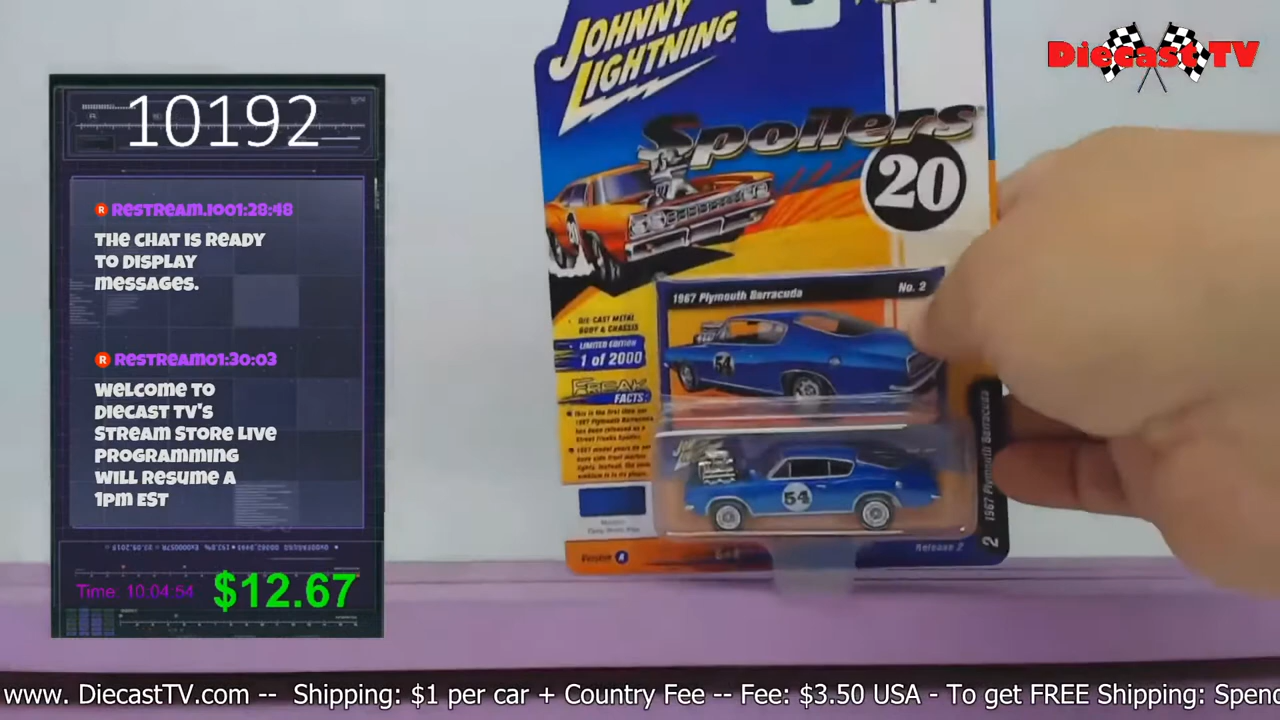 10192
RESTREAM.IO01:28:48
THE CHAT IS READY
TO DISPLAY
MESSAGES.
RESTREAM01:30:03
WELCOME TO
DIECAST TV'S
STREAM STORE LIVE
PROGRAMMING
WILL RESUME A
1PM EST
Time: 10:04:54
$12.67
JOHNNY
LIGHTNING
Spoilers
20
1967 Plymouth Barracuda No. 2
DIE-CAST METAL
BODY & CHASSIS
LIMITED EDITION
1 of 2000
FREAK
FACTS:
54
54
Version A
Release 2
2 1967 Plymouth Barracuda
Diecast TV
www. DiecastTV.com -- Shipping: $1 per car + Country Fee -- Fee: $3.50 USA - To get FREE Shipping: Spend